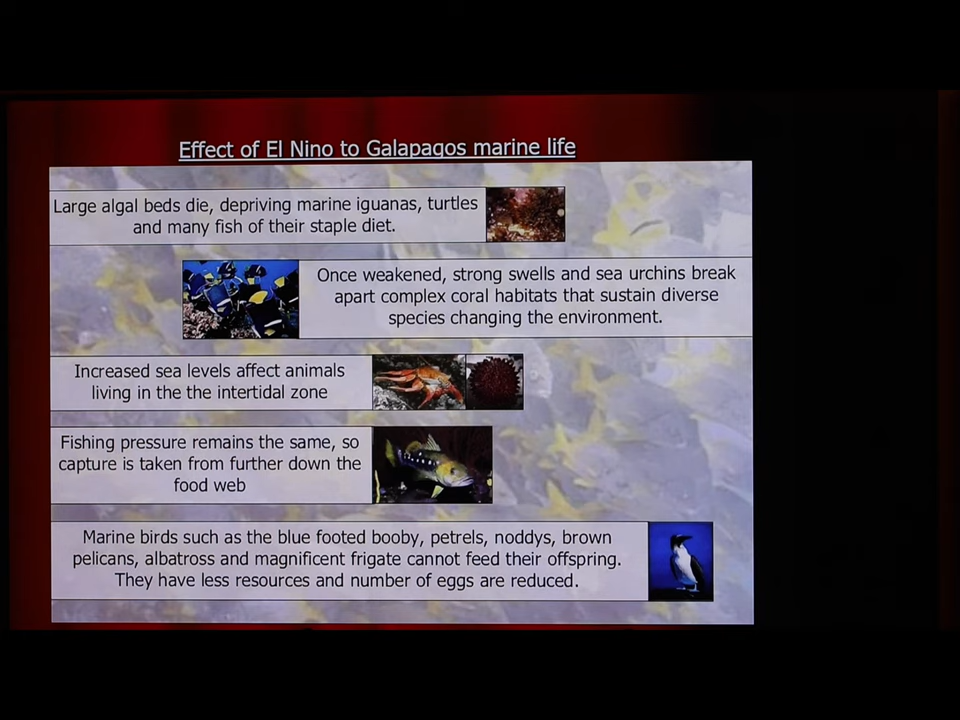 Effect of El Nino to Galapagos marine life
Large algal beds die, depriving marine iguanas, turtles
and many fish of their staple diet.
Once weakened, strong swells and sea urchins break
apart complex coral habitats that sustain diverse
species changing the environment.
Increased sea levels affect animals
living in the the intertidal zone
Fishing pressure remains the same, so
capture is taken from further down the
food web
Marine birds such as the blue footed booby, petrels, noddys, brown
pelicans, albatross and magnificent frigate cannot feed their offspring.
They have less resources and number of eggs are reduced.